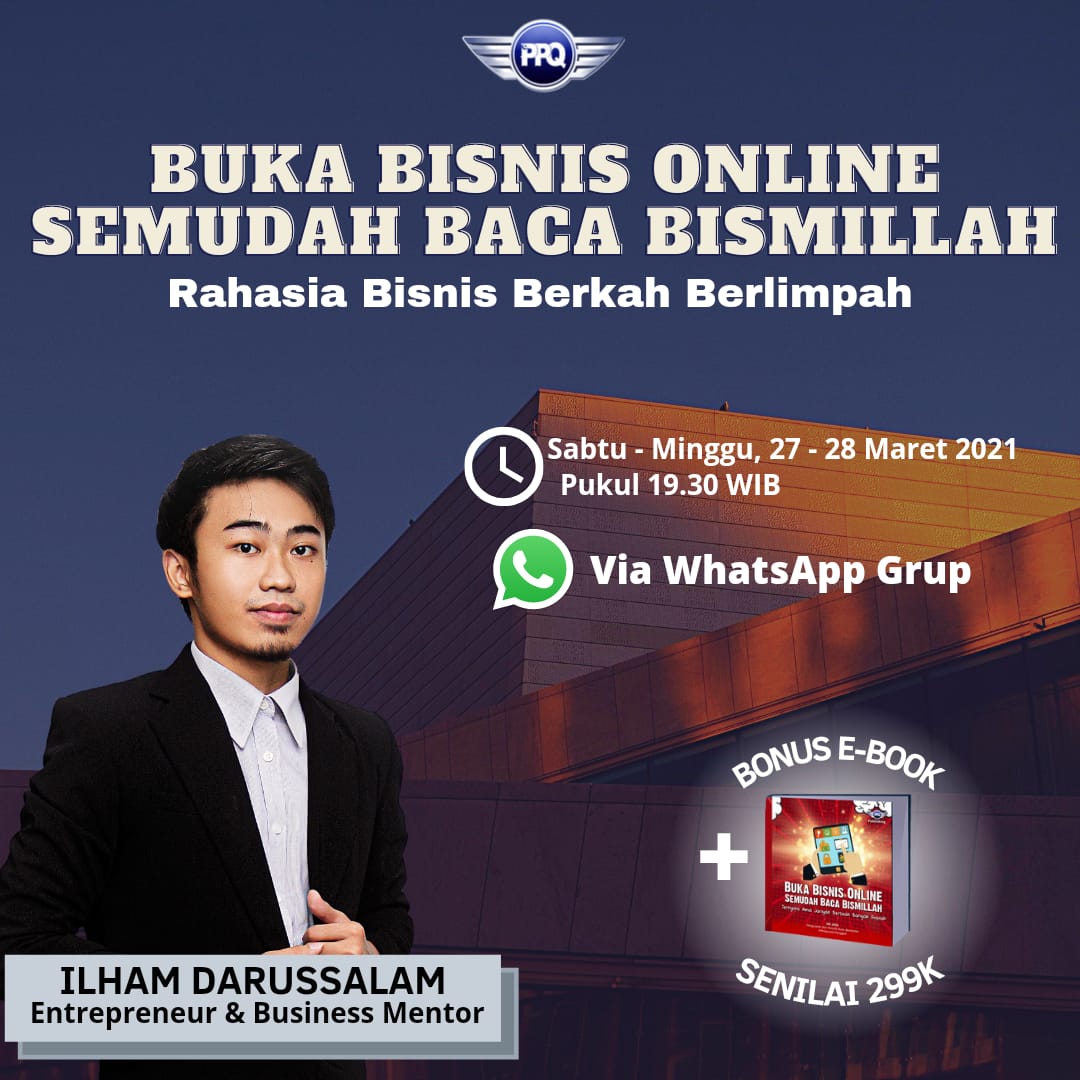 PPQ
BUKA BISNIS ONLINE
SEMUDAH BACA BISMILLAH
Rahasia Bisnis Berkah Berlimpah
Sabtu - Minggu, 27 - 28 Maret 2021
Pukul 19.30 WIB
Via WhatsApp Grup
BONUS E-BOOK
+
BUKA BISNIS ONLINE
SEMUDAH BACA BISMILLAH
SENILAI 299K
ILHAM DARUSSALAM
Entrepreneur & Business Mentor